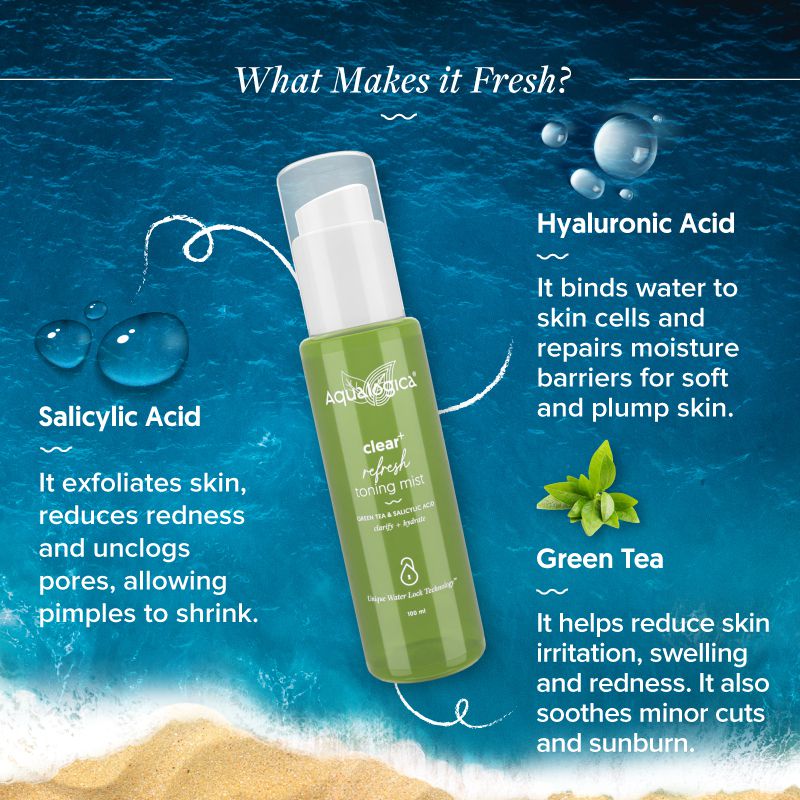 What Makes it Fresh?
Hyaluronic Acid
It binds water to
skin cells and
repairs moisture
barriers for soft
and plump skin.
Salicylic Acid
It exfoliates skin,
reduces redness
and unclogs
pores, allowing
pimples to shrink.
Aqualogica®
clear+
refresh
toning mist
GREEN TEA & SALICYLIC ACID
clarify + hydrate
Unique Water Lock Technology™
100 ml
Green Tea
It helps reduce skin
irritation, swelling
and redness. It also
soothes minor cuts
and sunburn.